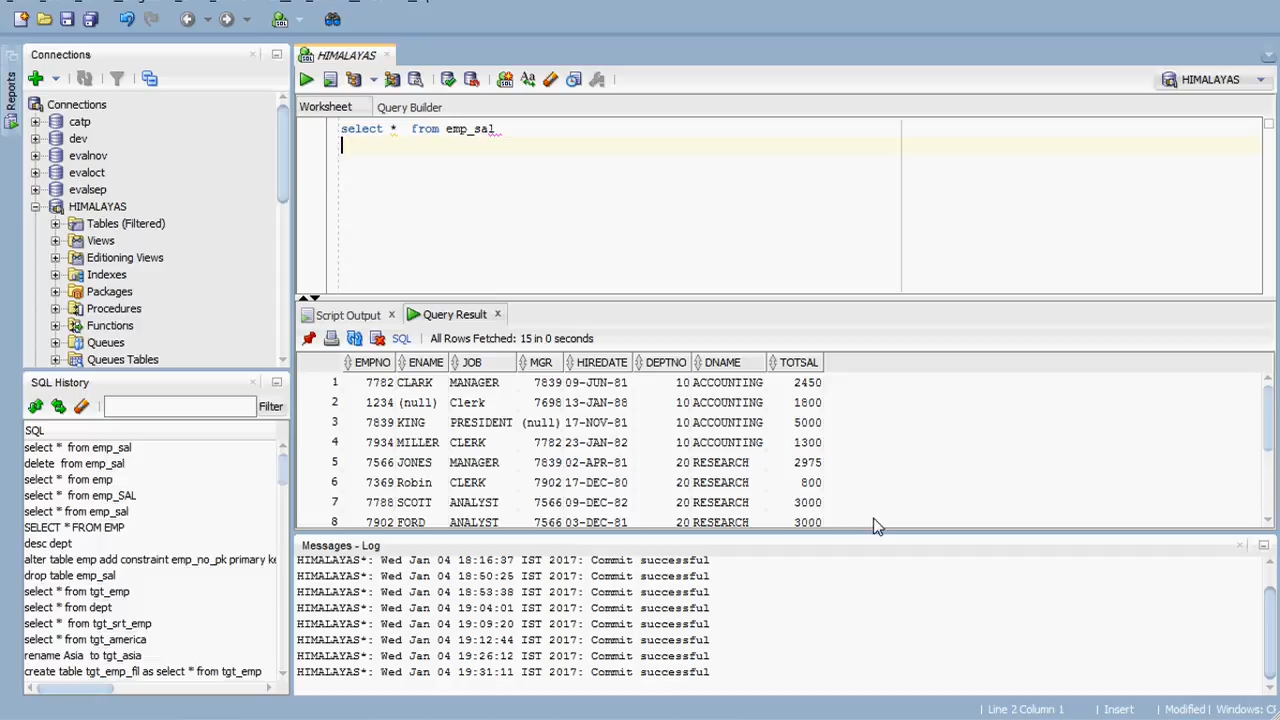 Connections
HIMALAYAS
HIMALAYAS
Reports
Worksheet
Query Builder
Connections
catp
dev
evalnov
evaloct
evalsep
HIMALAYAS
Tables (Filtered)
Views
Editioning Views
Indexes
Packages
Procedures
Functions
Queues
Queues Tables
select * from emp_sal
Script Output
Query Result
SQL
All Rows Fetched: 15 in 0 seconds
EMPNO ENAME JOB MGR HIREDATE DEPTNO DNAME TOTSAL
1 7782 CLARK MANAGER 7839 09-JUN-81 10 ACCOUNTING 2450
2 1234 (null) Clerk 7698 13-JAN-88 10 ACCOUNTING 1800
3 7839 KING PRESIDENT (null) 17-NOV-81 10 ACCOUNTING 5000
4 7934 MILLER CLERK 7782 23-JAN-82 10 ACCOUNTING 1300
5 7566 JONES MANAGER 7839 02-APR-81 20 RESEARCH 2975
6 7369 Robin CLERK 7902 17-DEC-80 20 RESEARCH 800
7 7788 SCOTT ANALYST 7566 09-DEC-82 20 RESEARCH 3000
8 7902 FORD ANALYST 7566 03-DEC-81 20 RESEARCH 3000
SQL History
Filter
SQL
select * from emp_sal
delete from emp_sal
select * from emp
select * from emp_SAL
select * from emp_sal
SELECT * FROM EMP
desc dept
alter table emp add constraint emp_no_pk primary ke
drop table emp_sal
select * from tgt_emp
select * from dept
select * from tgt_srt_emp
select * from tgt_america
rename Asia to tgt_asia
create table tgt_emp_fil as select * from tgt_emp
Messages - Log
HIMALAYAS*: Wed Jan 04 18:16:37 IST 2017: Commit successful
HIMALAYAS*: Wed Jan 04 18:50:25 IST 2017: Commit successful
HIMALAYAS*: Wed Jan 04 18:53:38 IST 2017: Commit successful
HIMALAYAS*: Wed Jan 04 19:04:01 IST 2017: Commit successful
HIMALAYAS*: Wed Jan 04 19:09:20 IST 2017: Commit successful
HIMALAYAS*: Wed Jan 04 19:12:44 IST 2017: Commit successful
HIMALAYAS*: Wed Jan 04 19:26:12 IST 2017: Commit successful
HIMALAYAS*: Wed Jan 04 19:31:11 IST 2017: Commit successful
Line 2 Column 1
Insert
Modified
Windows: